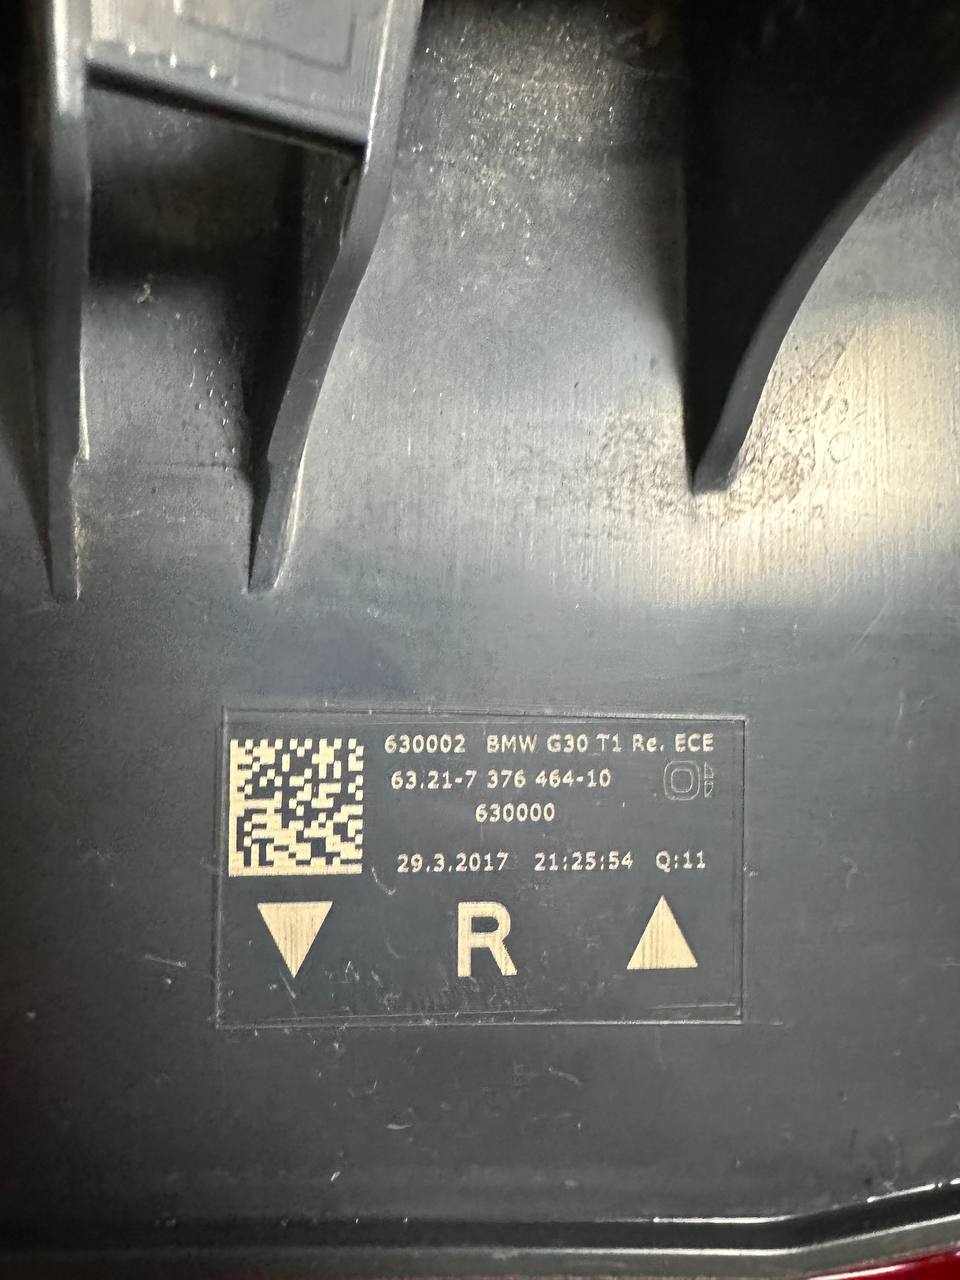 630002 BMW G30 T1 Re. ECE
63.21-7 376 464-10
630000
29.3.2017 21:25:54 Q:11
R